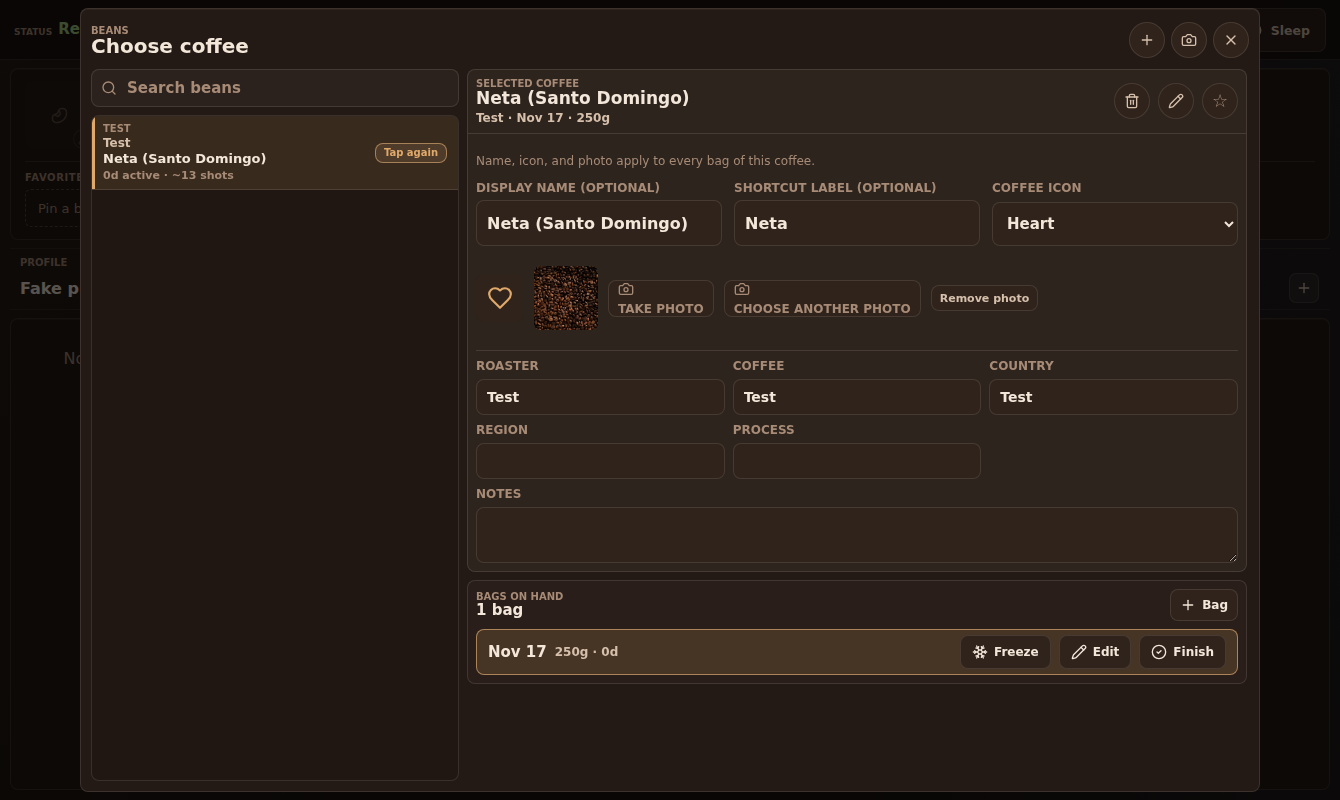 STATUS Re
Sleep
BEANS
Choose coffee
Search beans
TEST
Test
Neta (Santo Domingo)
0d active · ~13 shots
Tap again
FAVORITE
Pin a b
PROFILE
Fake p
No
SELECTED COFFEE
Neta (Santo Domingo)
Test · Nov 17 · 250g
Name, icon, and photo apply to every bag of this coffee.
DISPLAY NAME (OPTIONAL) SHORTCUT LABEL (OPTIONAL) COFFEE ICON
Neta (Santo Domingo) Neta Heart
TAKE PHOTO CHOOSE ANOTHER PHOTO Remove photo
ROASTER COFFEE COUNTRY
Test Test Test
REGION PROCESS
NOTES
BAGS ON HAND
1 bag
Bag
Nov 17 250g · 0d Freeze Edit Finish